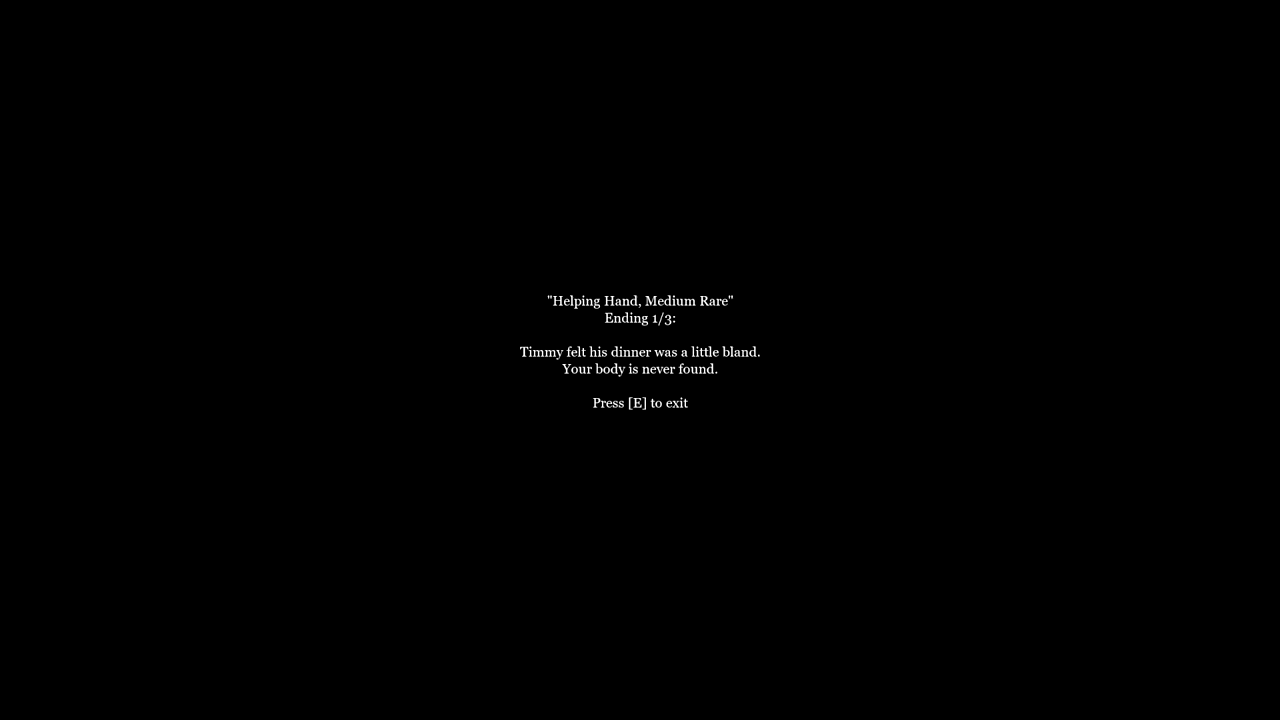 "Helping Hand, Medium Rare"
Ending 1/3:
Timmy felt his dinner was a little bland.
Your body is never found.
Press [E] to exit